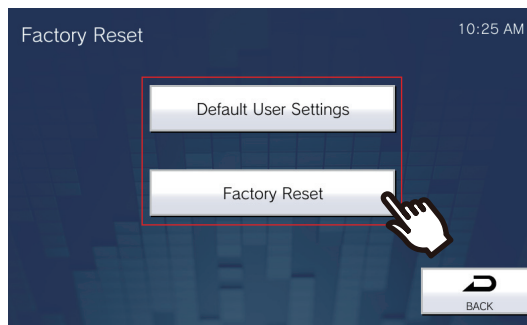 Factory Reset
10:25 AM
Default User Settings
Factory Reset
BACK